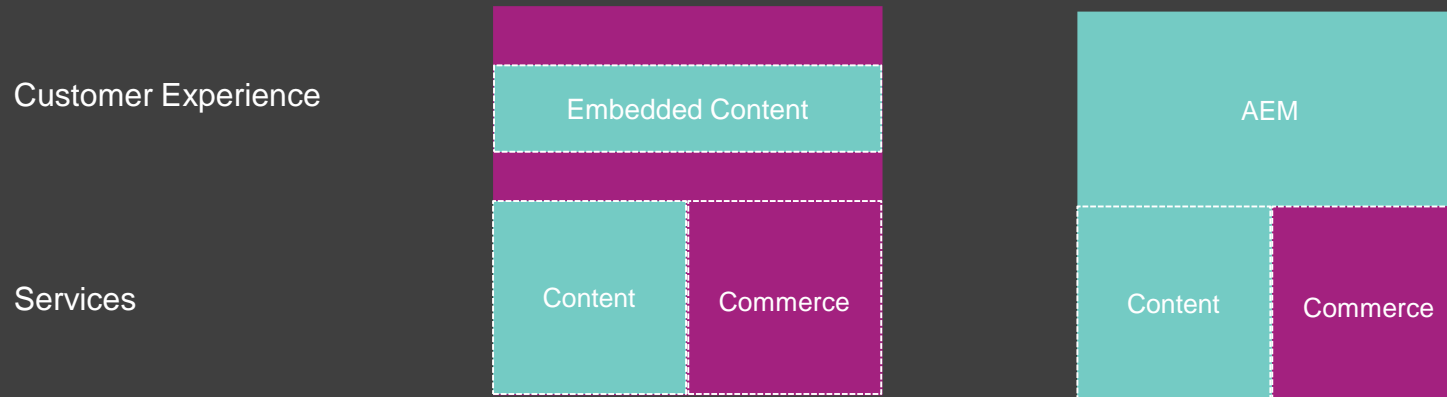 Customer Experience
Embedded Content
AEM
Services
Content
Commerce
Content
Commerce